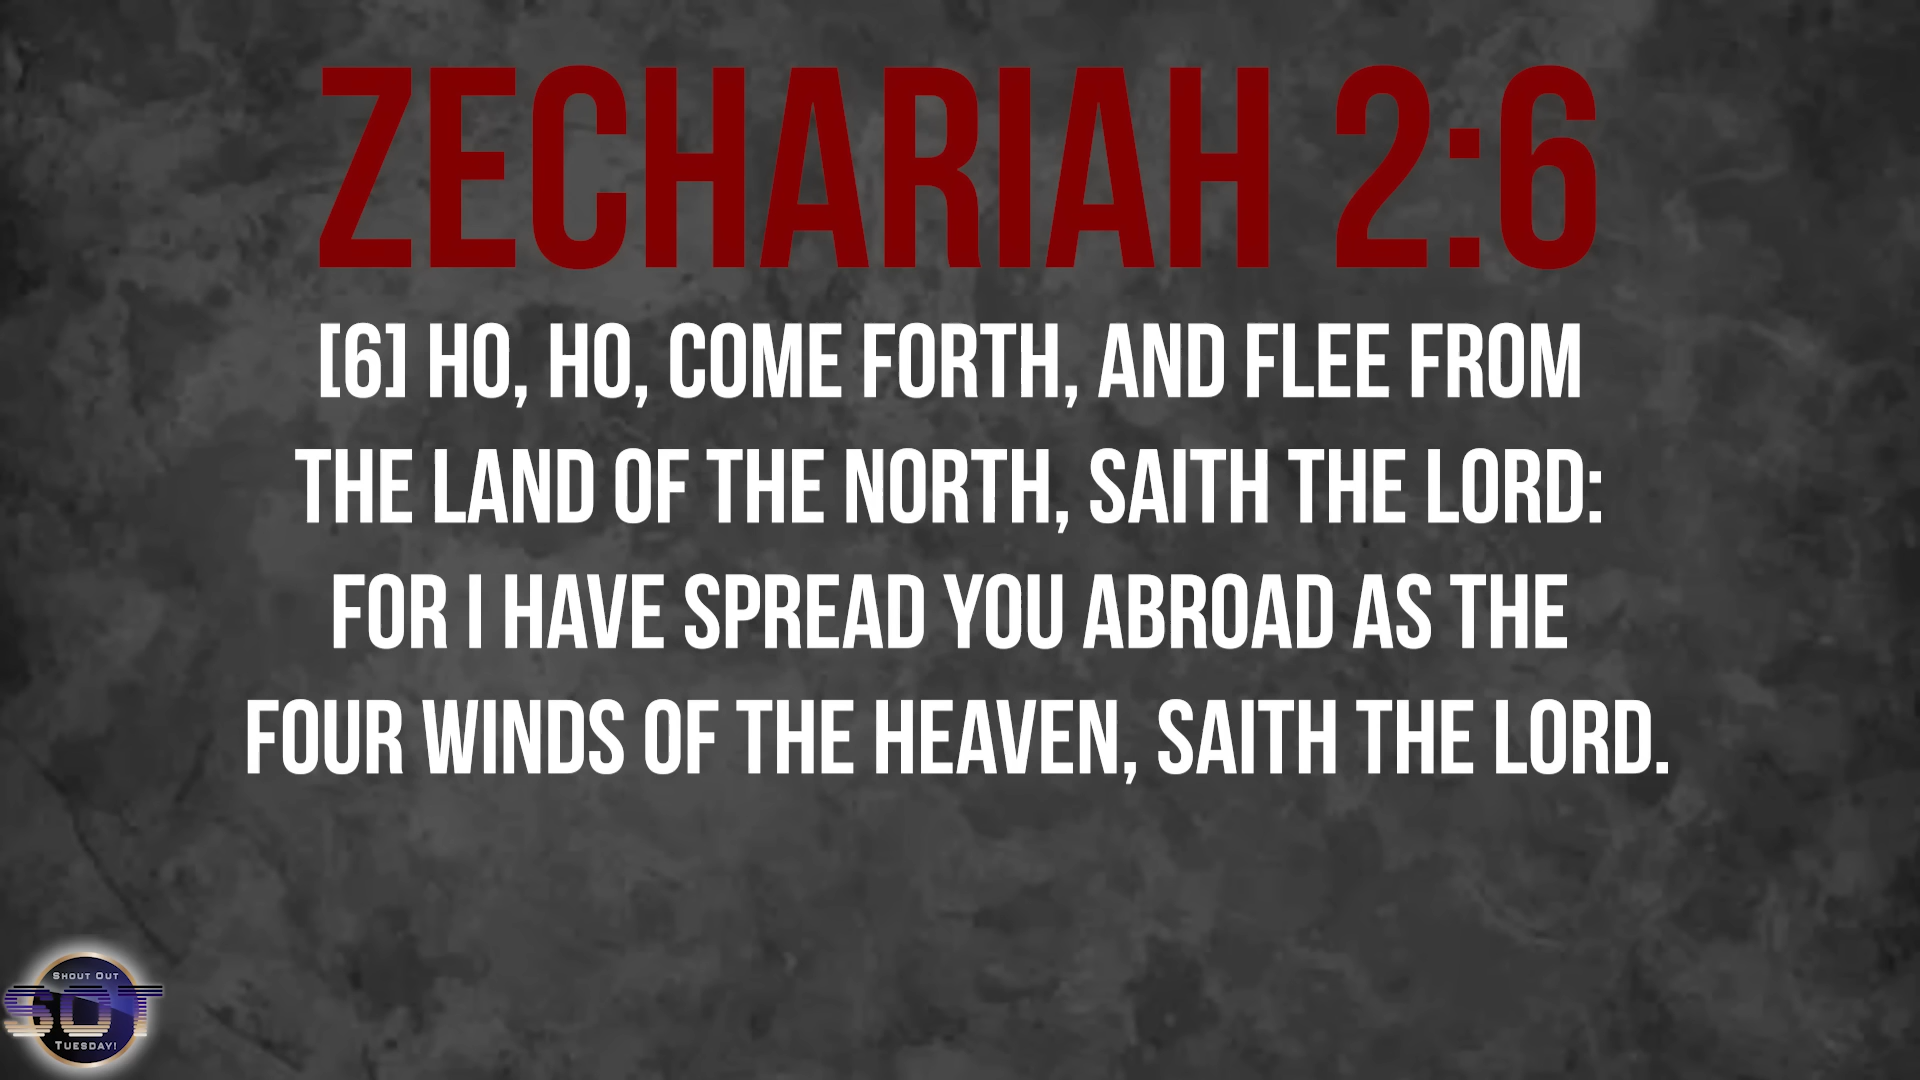 ZECHARIAH 2:6
[6] HO, HO, COME FORTH, AND FLEE FROM
THE LAND OF THE NORTH, SAITH THE LORD:
FOR I HAVE SPREAD YOU ABROAD AS THE
FOUR WINDS OF THE HEAVEN, SAITH THE LORD.
SHOUT OUT
SOT
TUESDAY!